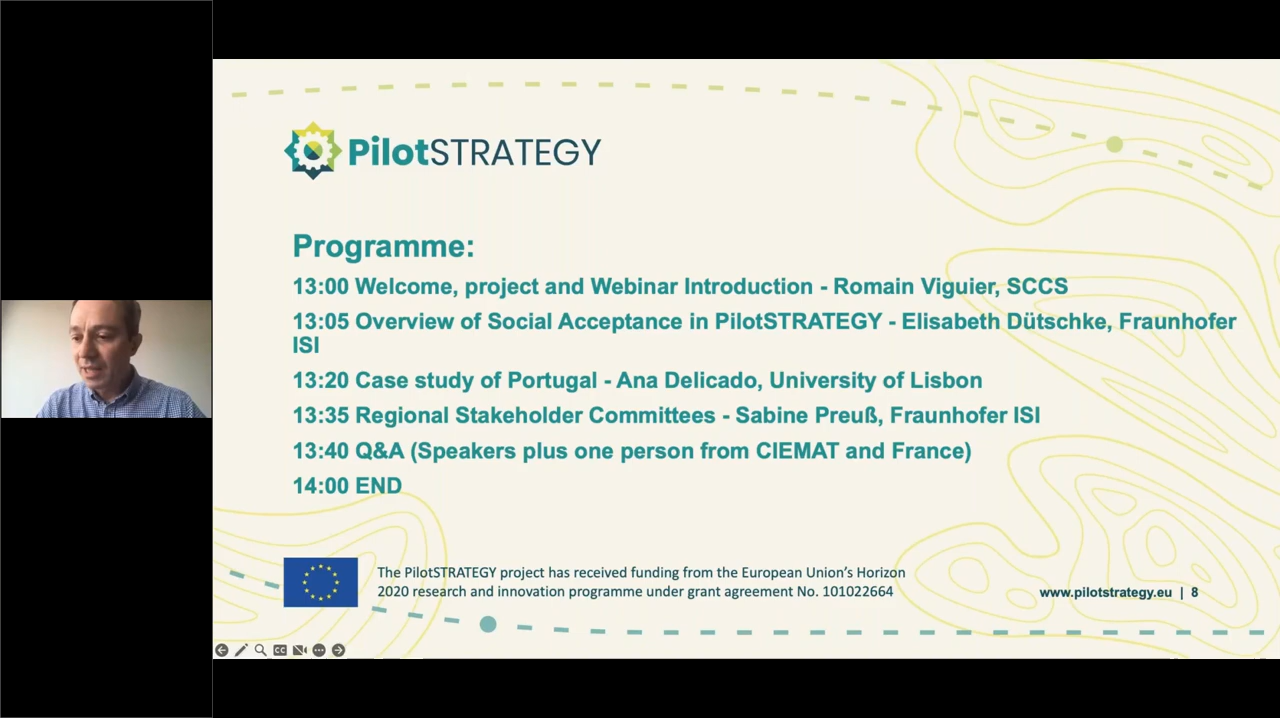 PilotSTRATEGY
Programme:
13:00 Welcome, project and Webinar Introduction - Romain Viguier, SCCS
13:05 Overview of Social Acceptance in PilotSTRATEGY - Elisabeth Dütschke, Fraunhofer
ISI
13:20 Case study of Portugal - Ana Delicado, University of Lisbon
13:35 Regional Stakeholder Committees - Sabine Preuß, Fraunhofer ISI
13:40 Q&A (Speakers plus one person from CIEMAT and France)
14:00 END
The PilotSTRATEGY project has received funding from the European Union’s Horizon
2020 research and innovation programme under grant agreement No. 101022664
www.pilotstrategy.eu | 8
CC